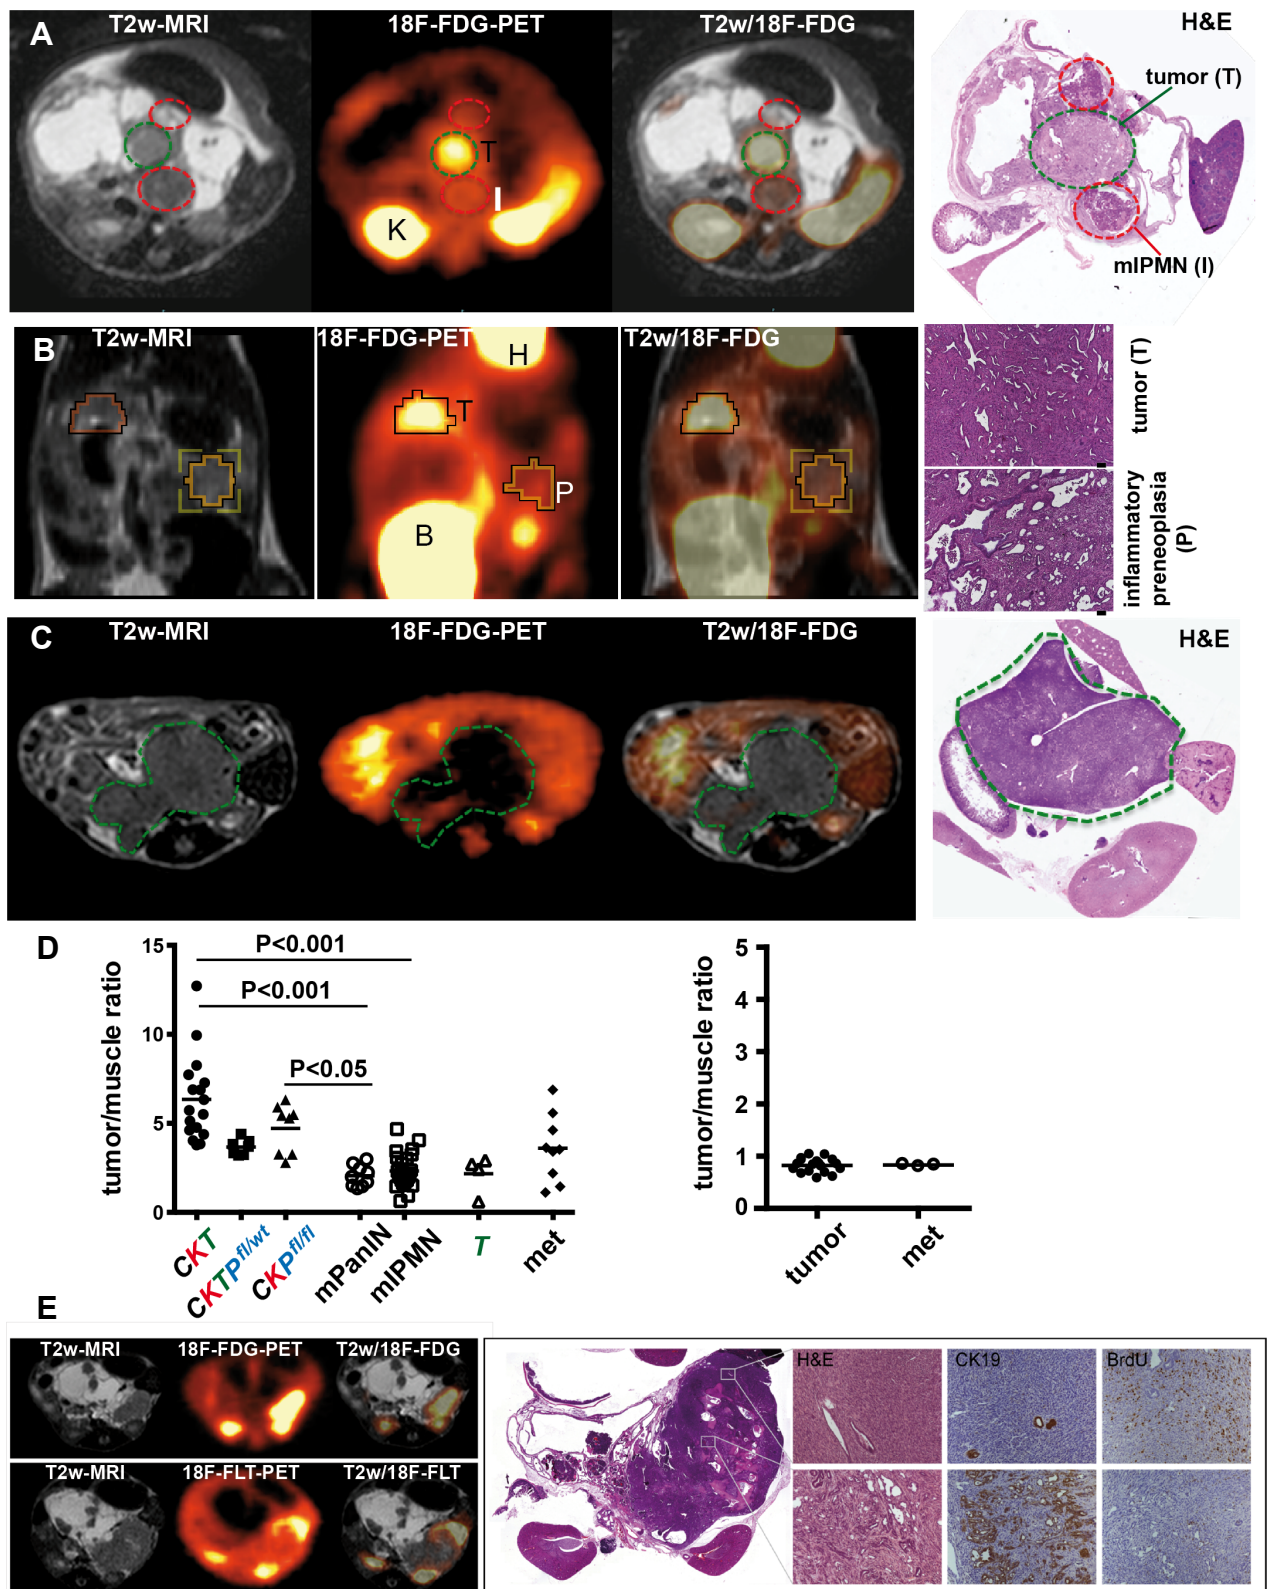 A
T2w-MRI
18F-FDG-PET
T2w/18F-FDG
H&E
tumor (T)
T
I
K
mIPMN (I)
B
T2w-MRI
18F-FDG-PET
T2w/18F-FDG
H
T
P
B
tumor (T)
inflammatory
preneoplasia
(P)
C
T2w-MRI
18F-FDG-PET
T2w/18F-FDG
H&E
D
tumor/muscle ratio
15
10
5
0
P<0.001
P<0.001
P<0.05
CKT
CKTPfl/wt
CKPfl/fl
mPanIN
mIPMN
T
met
tumor/muscle ratio
5
4
3
2
1
0
tumor
met
E
T2w-MRI
18F-FDG-PET
T2w/18F-FDG
T2w-MRI
18F-FLT-PET
T2w/18F-FLT
H&E
CK19
BrdU